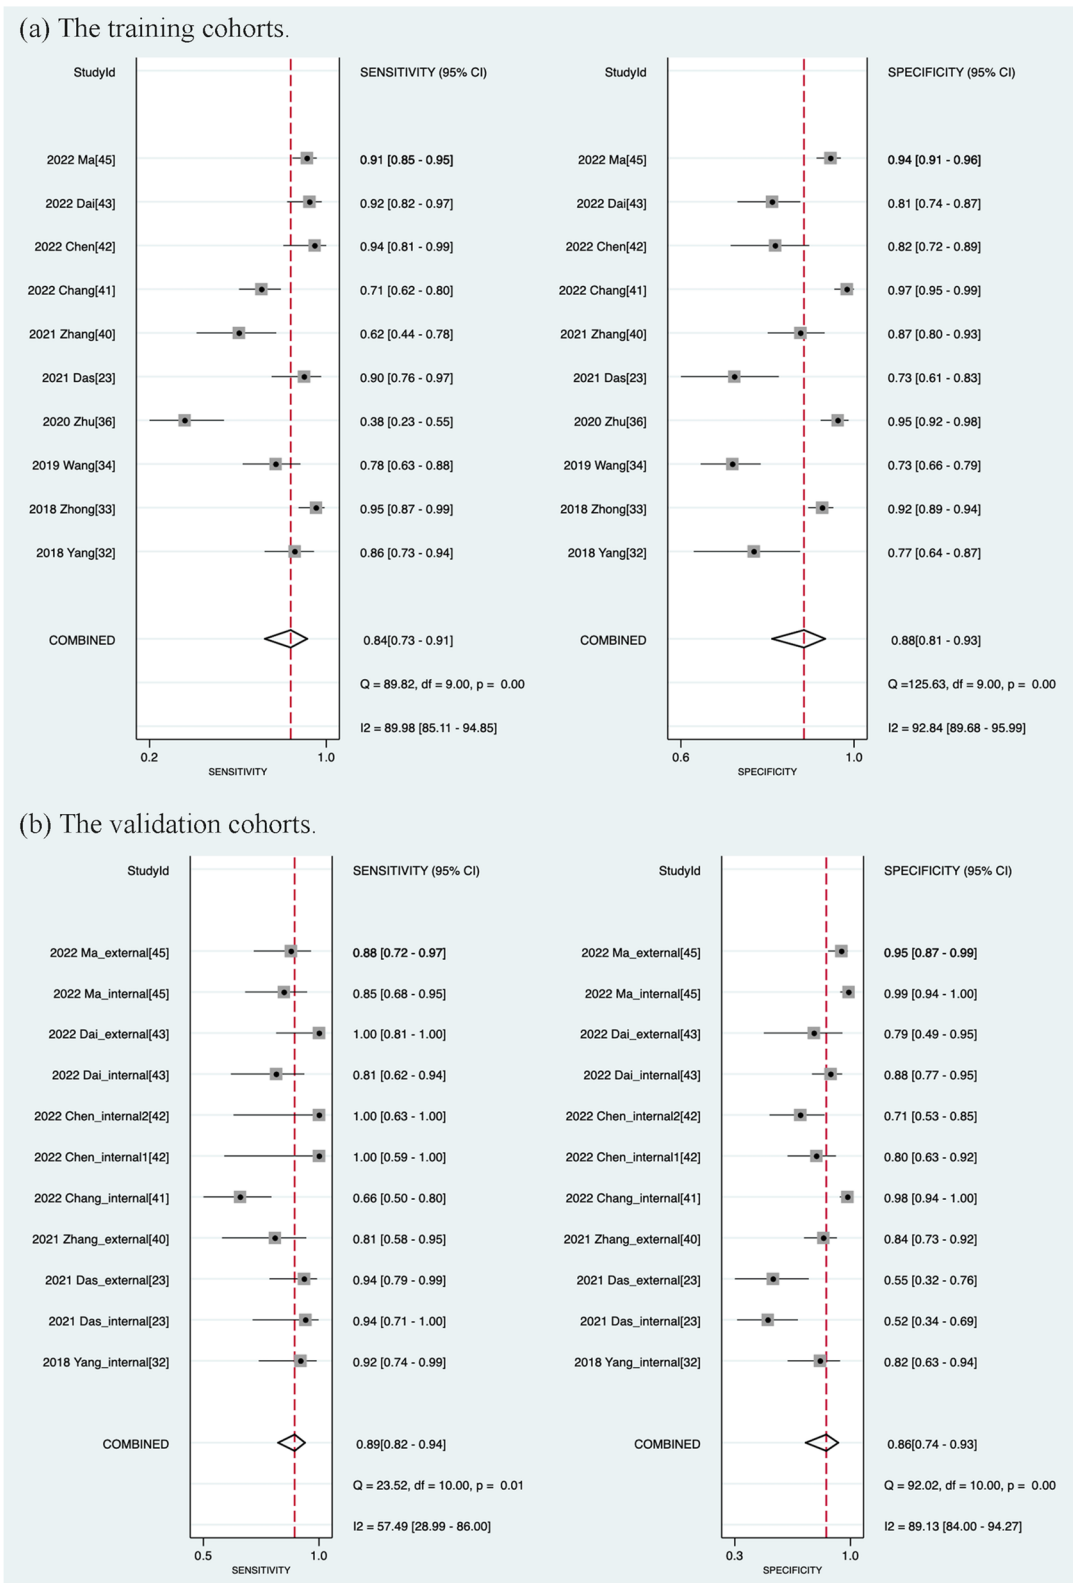 (a) The training cohorts.
StudyId
SENSITIVITY (95% CI)
2022 Ma[45]
0.91 [0.85 - 0.95]
2022 Dai[43]
0.92 [0.82 - 0.97]
2022 Chen[42]
0.94 [0.81 - 0.99]
2022 Chang[41]
0.71 [0.62 - 0.80]
2021 Zhang[40]
0.62 [0.44 - 0.78]
2021 Das[23]
0.90 [0.76 - 0.97]
2020 Zhu[36]
0.38 [0.23 - 0.55]
2019 Wang[34]
0.78 [0.63 - 0.88]
2018 Zhong[33]
0.95 [0.87 - 0.99]
2018 Yang[32]
0.86 [0.73 - 0.94]
COMBINED
0.84[0.73 - 0.91]
Q = 89.82, df = 9.00, p = 0.00
I2 = 89.98 [85.11 - 94.85]
0.2
1.0
SENSITIVITY
StudyId
SPECIFICITY (95% CI)
2022 Ma[45]
0.94 [0.91 - 0.96]
2022 Dai[43]
0.81 [0.74 - 0.87]
2022 Chen[42]
0.82 [0.72 - 0.89]
2022 Chang[41]
0.97 [0.95 - 0.99]
2021 Zhang[40]
0.87 [0.80 - 0.93]
2021 Das[23]
0.73 [0.61 - 0.83]
2020 Zhu[36]
0.95 [0.92 - 0.98]
2019 Wang[34]
0.73 [0.66 - 0.79]
2018 Zhong[33]
0.92 [0.89 - 0.94]
2018 Yang[32]
0.77 [0.64 - 0.87]
COMBINED
0.88[0.81 - 0.93]
Q =125.63, df = 9.00, p = 0.00
I2 = 92.84 [89.68 - 95.99]
0.6
1.0
SPECIFICITY
(b) The validation cohorts.
StudyId
SENSITIVITY (95% CI)
2022 Ma_external[45]
0.88 [0.72 - 0.97]
2022 Ma_internal[45]
0.85 [0.68 - 0.95]
2022 Dai_external[43]
1.00 [0.81 - 1.00]
2022 Dai_internal[43]
0.81 [0.62 - 0.94]
2022 Chen_internal2[42]
1.00 [0.63 - 1.00]
2022 Chen_internal1[42]
1.00 [0.59 - 1.00]
2022 Chang_internal[41]
0.66 [0.50 - 0.80]
2021 Zhang_external[40]
0.81 [0.58 - 0.95]
2021 Das_external[23]
0.94 [0.79 - 0.99]
2021 Das_internal[23]
0.94 [0.71 - 1.00]
2018 Yang_internal[32]
0.92 [0.74 - 0.99]
COMBINED
0.89[0.82 - 0.94]
Q = 23.52, df = 10.00, p = 0.01
I2 = 57.49 [28.99 - 86.00]
0.5
1.0
SENSITIVITY
StudyId
SPECIFICITY (95% CI)
2022 Ma_external[45]
0.95 [0.87 - 0.99]
2022 Ma_internal[45]
0.99 [0.94 - 1.00]
2022 Dai_external[43]
0.79 [0.49 - 0.95]
2022 Dai_internal[43]
0.88 [0.77 - 0.95]
2022 Chen_internal2[42]
0.71 [0.53 - 0.85]
2022 Chen_internal1[42]
0.80 [0.63 - 0.92]
2022 Chang_internal[41]
0.98 [0.94 - 1.00]
2021 Zhang_external[40]
0.84 [0.73 - 0.92]
2021 Das_external[23]
0.55 [0.32 - 0.76]
2021 Das_internal[23]
0.52 [0.34 - 0.69]
2018 Yang_internal[32]
0.82 [0.63 - 0.94]
COMBINED
0.86[0.74 - 0.93]
Q = 92.02, df = 10.00, p = 0.00
I2 = 89.13 [84.00 - 94.27]
0.3
1.0
SPECIFICITY